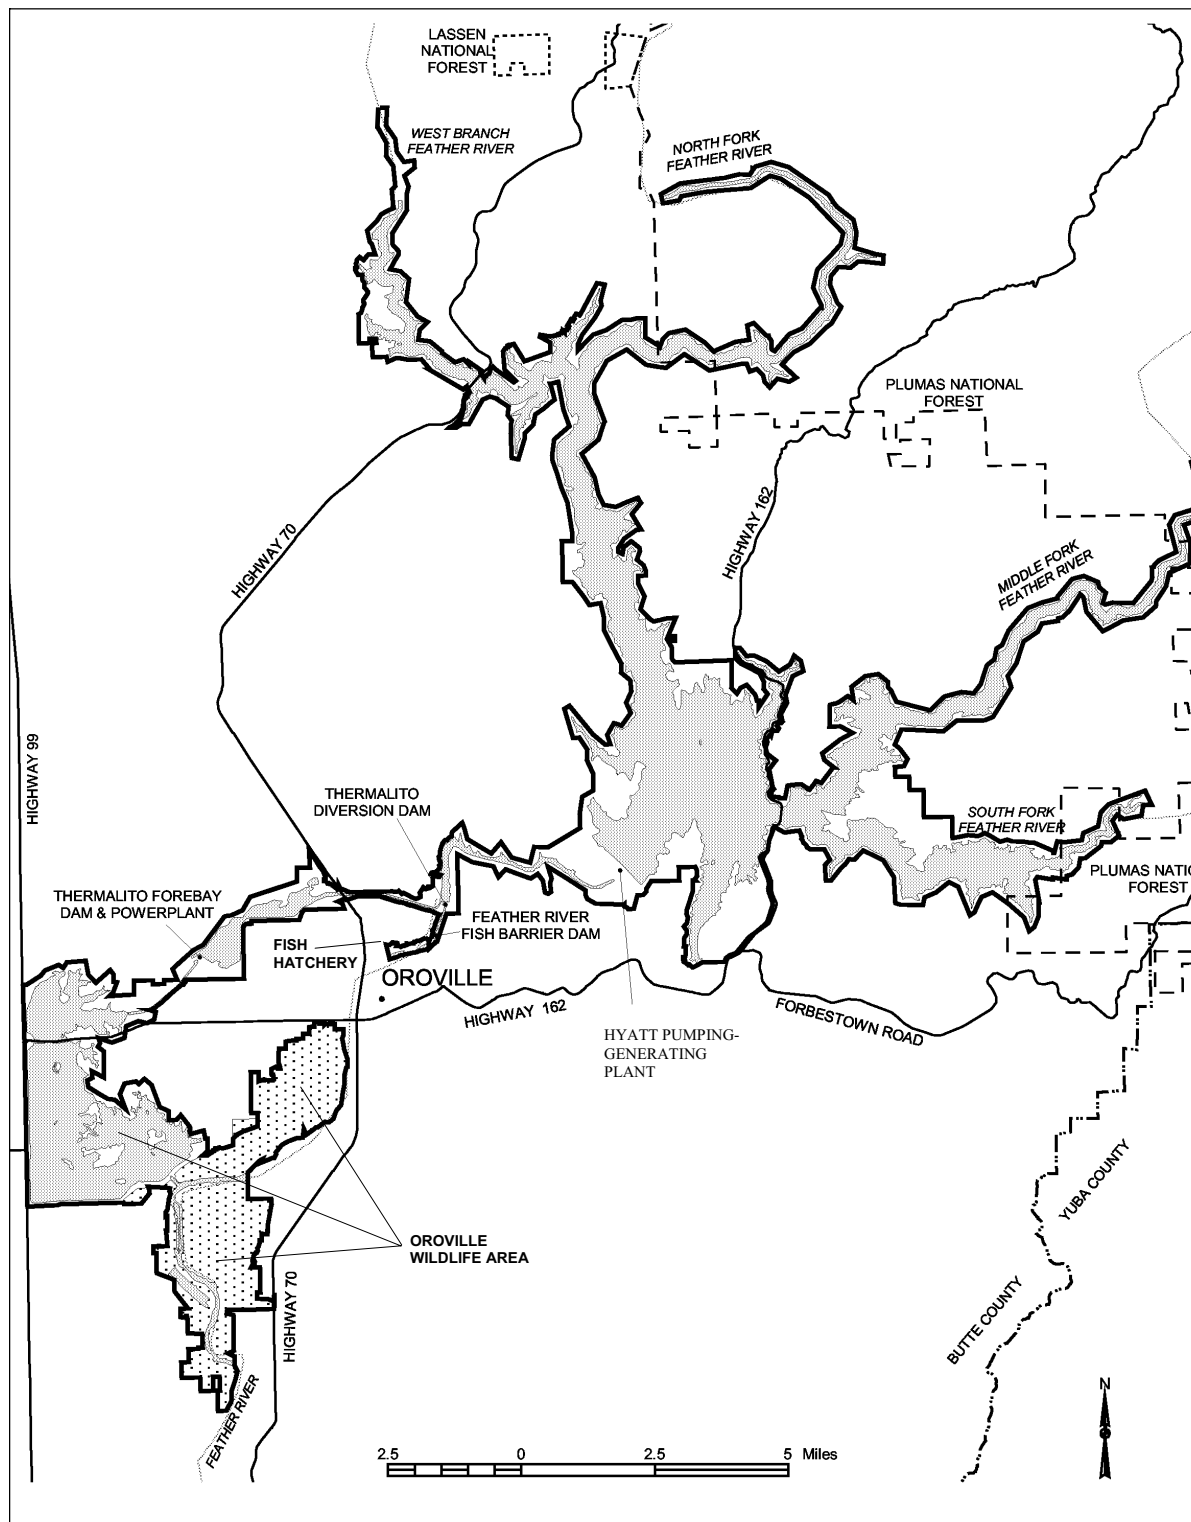 LASSEN
NATIONAL
FOREST
WEST BRANCH
FEATHER RIVER
NORTH FORK
FEATHER RIVER
PLUMAS NATIONAL
FOREST
HIGHWAY 70
HIGHWAY 162
MIDDLE FORK
FEATHER RIVER
HIGHWAY 99
THERMALITO
DIVERSION DAM
SOUTH FORK
FEATHER RIVER
THERMALITO FOREBAY
DAM & POWERPLANT
PLUMAS NATIO
FOREST
FEATHER RIVER
FISH BARRIER DAM
FISH
HATCHERY
OROVILLE
HIGHWAY 162
FORBESTOWN ROAD
HYATT PUMPING-
GENERATING
PLANT
OROVILLE
WILDLIFE AREA
YUBA COUNTY
BUTTE COUNTY
HIGHWAY 70
FEATHER RIVER
N
2.5 0 2.5 5 Miles